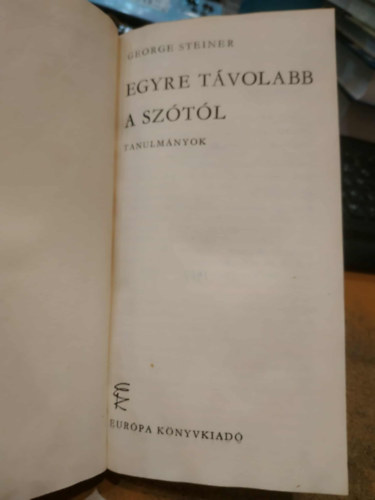 GEORGE STEINER
EGYRE TÁVOLABB
A SZÓTÓL
TANULMÁNYOK
EURÓPA KÖNYVKIADÓ